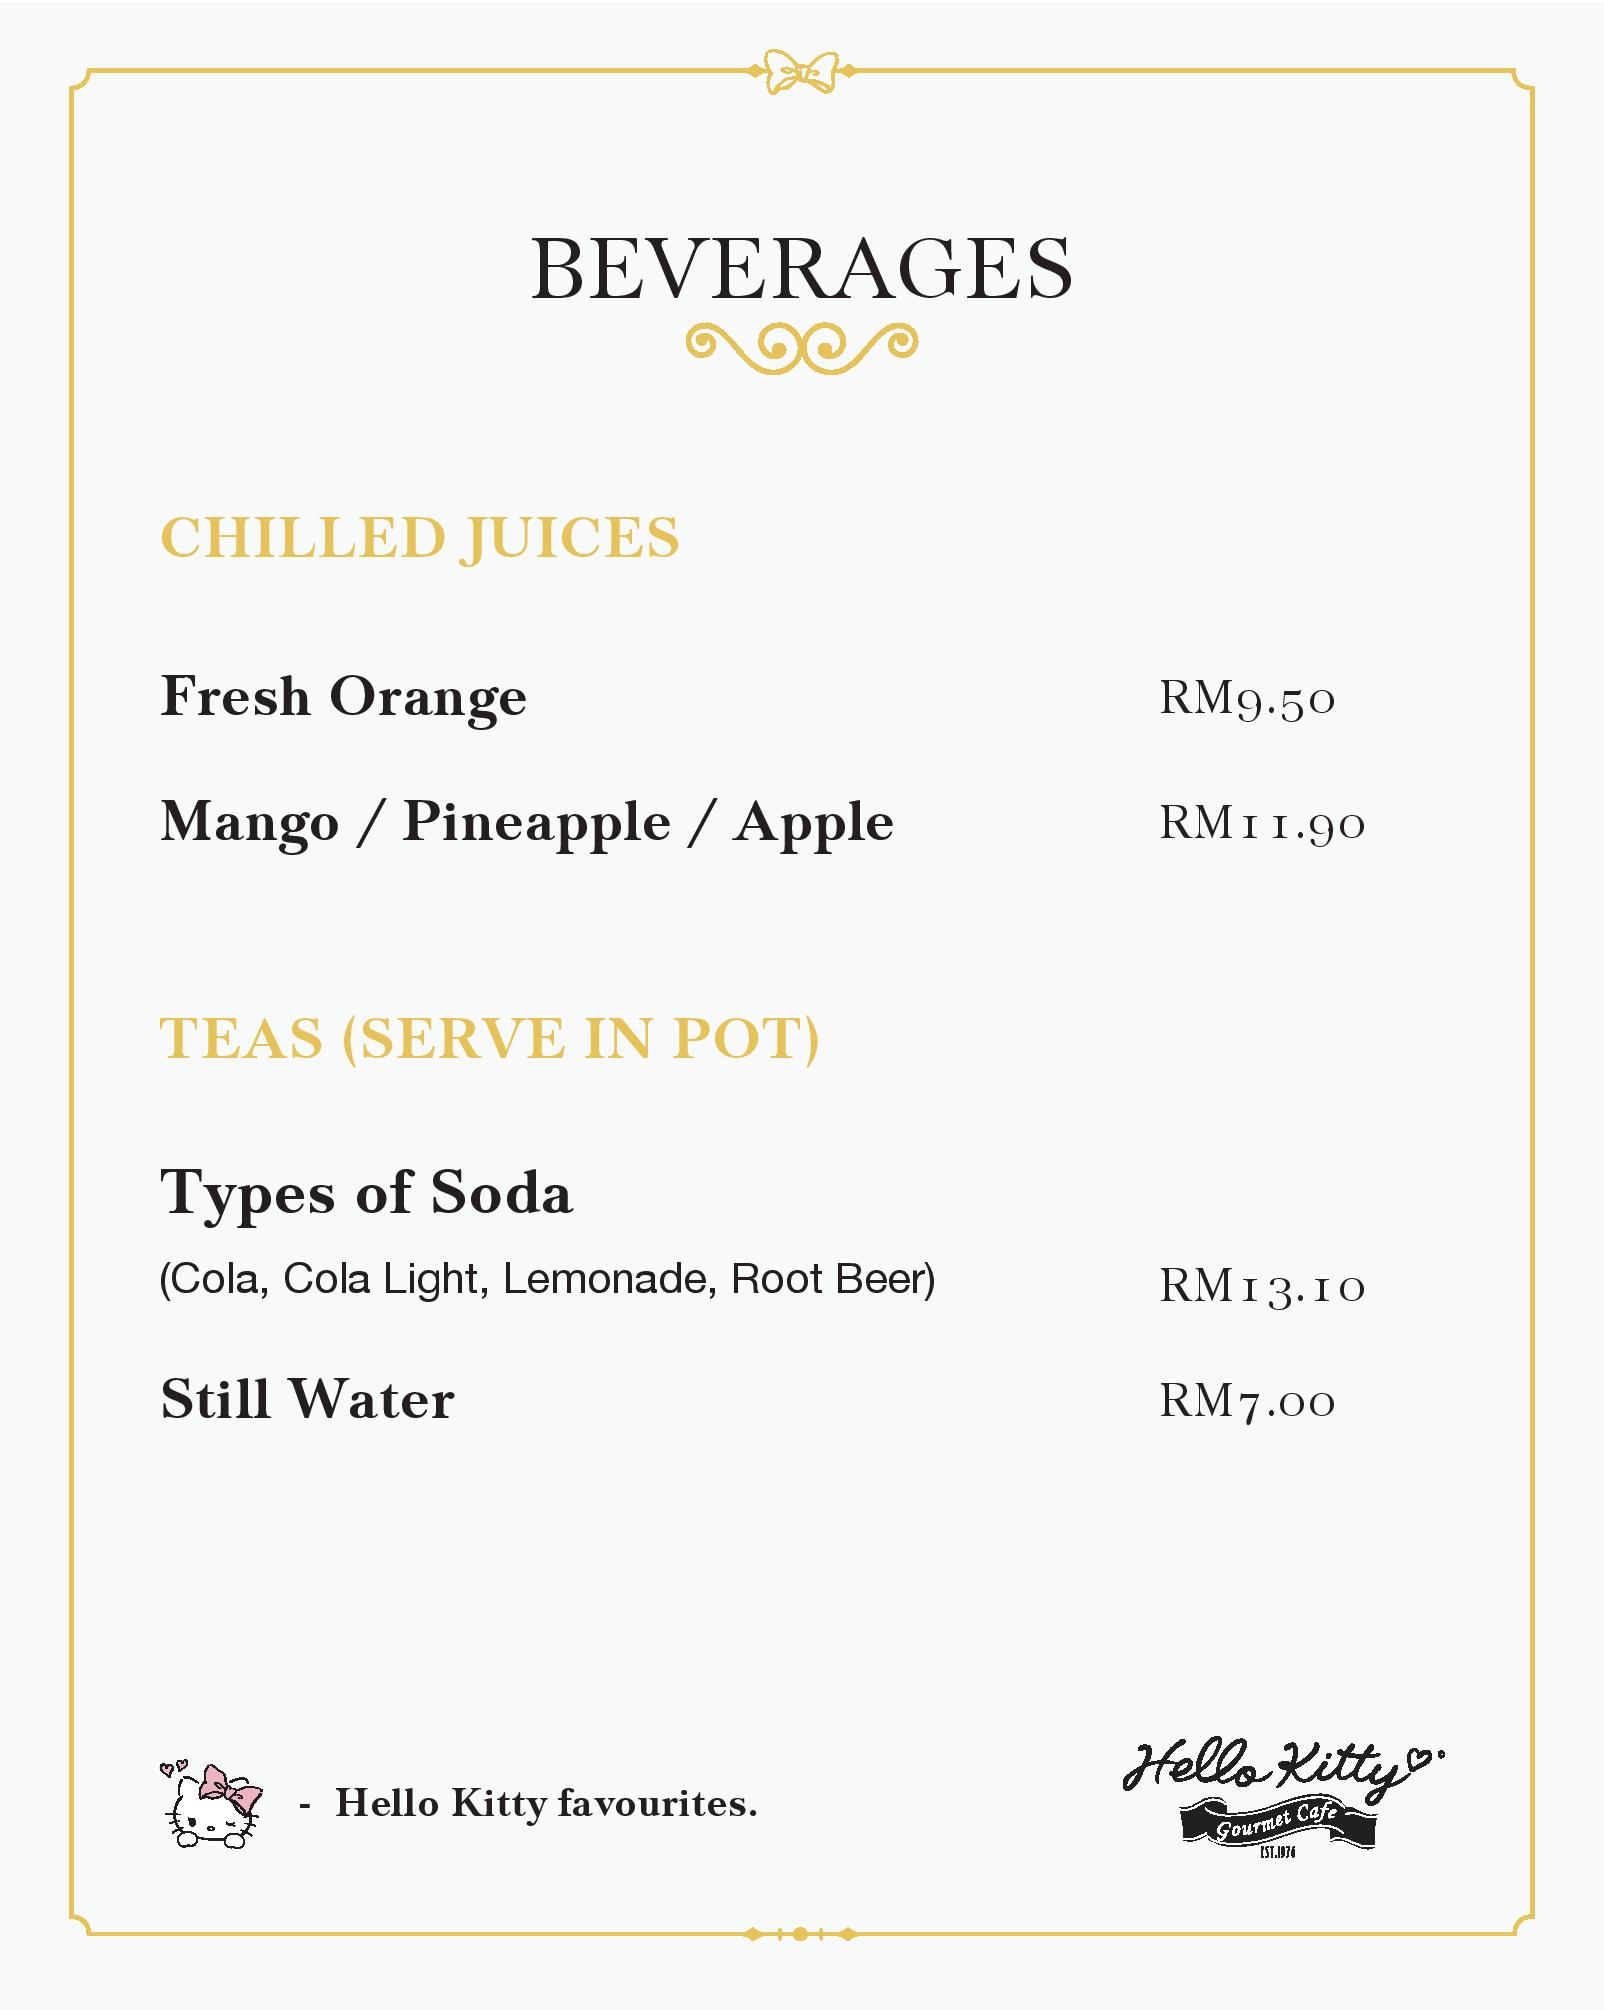 BEVERAGES
CHILLED JUICES
Fresh Orange RM9.50
Mango / Pineapple / Apple RM11.90
TEAS (SERVE IN POT)
Types of Soda
(Cola, Cola Light, Lemonade, Root Beer) RM13.10
Still Water RM7.00
- Hello Kitty favourites.
Hello Kitty
Gourmet Cafe
EST.1976